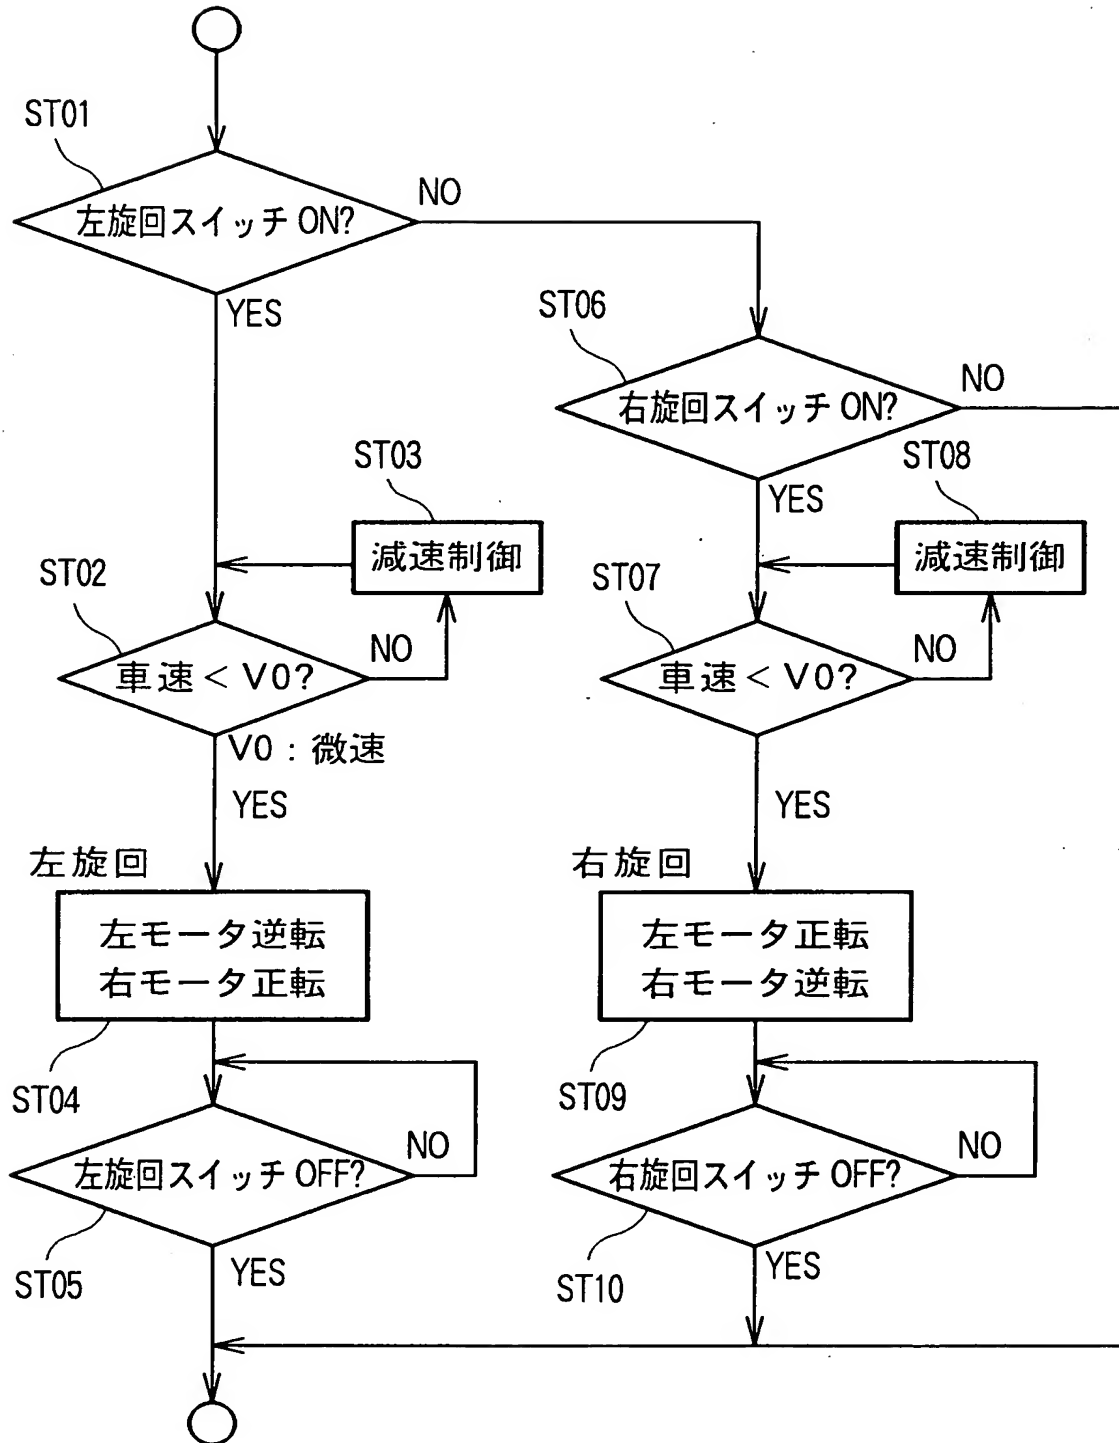 ST01
左旋回スイッチ ON?
NO
YES
ST06
右旋回スイッチ ON?
NO
YES
ST03
減速制御
ST08
減速制御
ST02
車速 < V0?
NO
V0 : 微速
YES
ST07
車速 < V0?
NO
YES
左旋回
左モータ逆転
右モータ正転
ST04
右旋回
左モータ正転
右モータ逆転
ST09
左旋回スイッチ OFF?
NO
ST05
YES
右旋回スイッチ OFF?
NO
ST10
YES